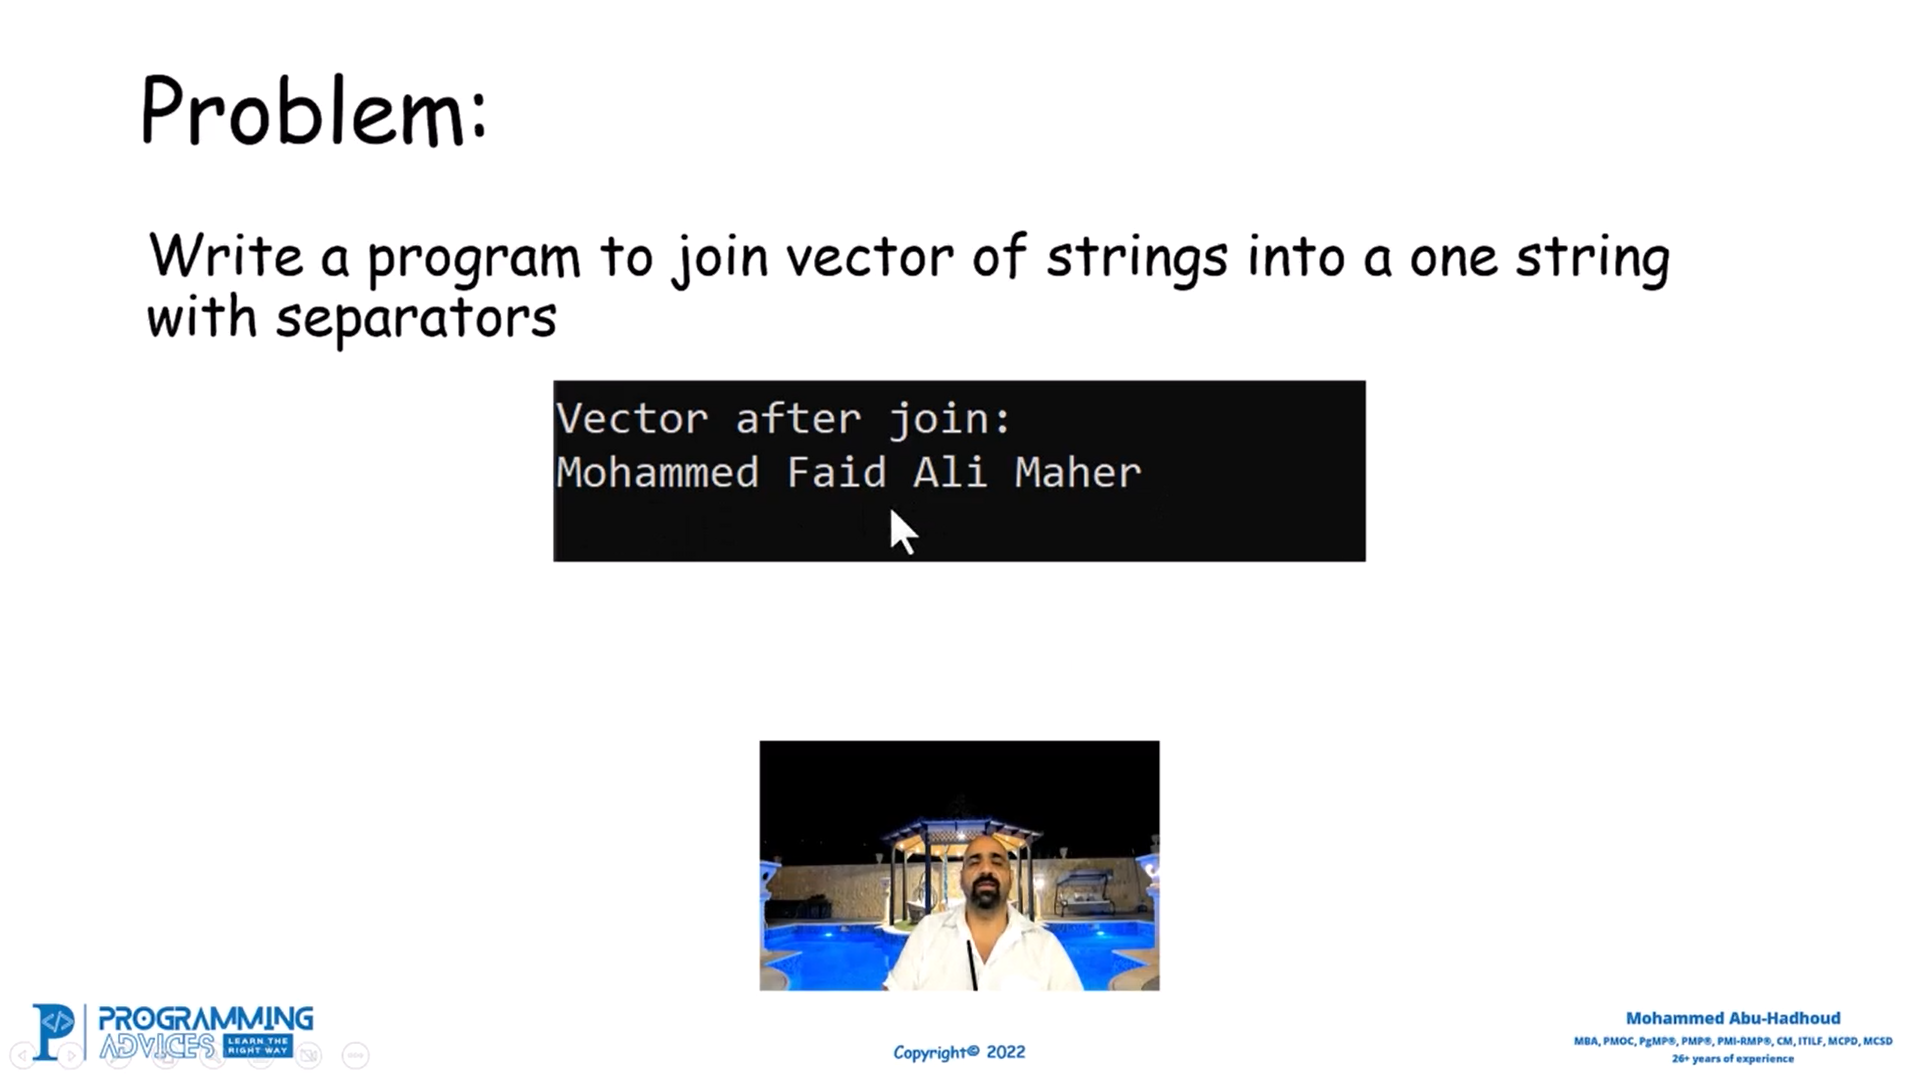 Problem:
Write a program to join vector of strings into a one string
with separators
Vector after join:
Mohammed Faid Ali Maher
PROGRAMMING
ADVICES LEARN THE
RIGHT WAY
Copyright© 2022
Mohammed Abu-Hadhoud
MBA, PMOC, PgMP®, PMP®, PMI-RMP®, CM, ITILF, MCPD, MCSD
26+ years of experience